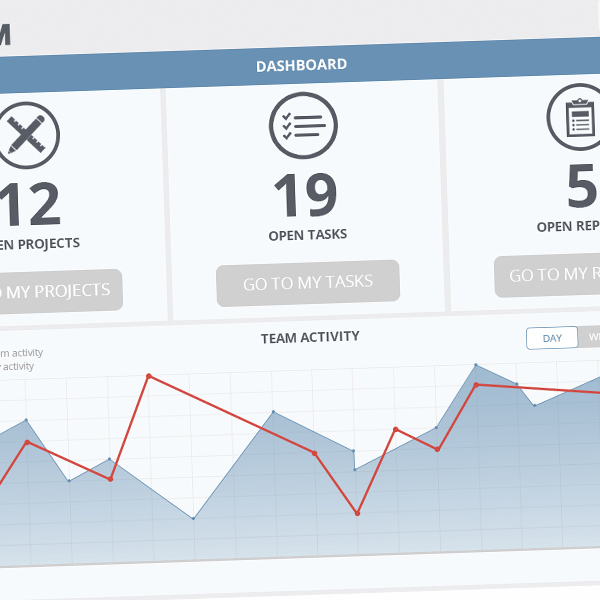 M
DASHBOARD
12
19
5
EN PROJECTS
OPEN TASKS
OPEN REP
MY PROJECTS
GO TO MY TASKS
GO TO MY R
TEAM ACTIVITY
DAY
m activity
activity